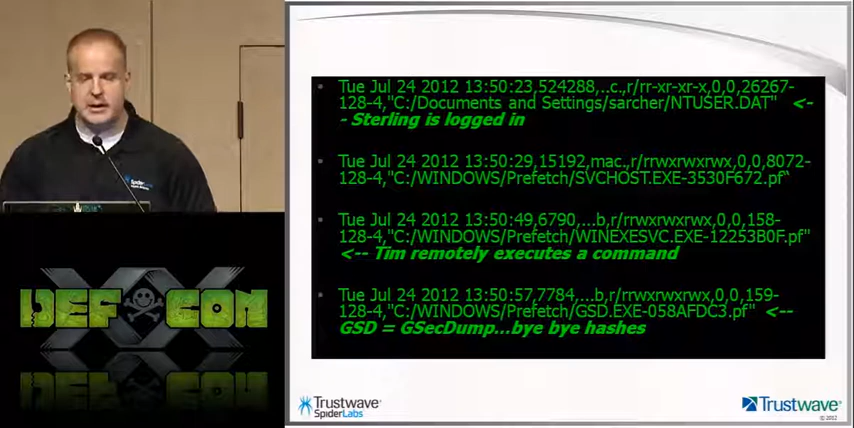 Tue Jul 24 2012 13:50:23,524288,..c.,r/rr-xr-xr-x,0,0,26267-
128-4,"C:/Documents and Settings/sarcher/NTUSER.DAT" <-
- Sterling is logged in
Tue Jul 24 2012 13:50:29,15192,mac.,r/rrwxrwxrwx,0,0,8072-
128-4,"C:/WINDOWS/Prefetch/SVCHOST.EXE-3530F672.pf"
Tue Jul 24 2012 13:50:49,6790,...b,r/rrwxrwxrwx,0,0,158-
128-4,"C:/WINDOWS/Prefetch/WINEXESVC.EXE-12253B0F.pf"
<-- Tim remotely executes a command
Tue Jul 24 2012 13:50:57,7784,...b,r/rrwxrwxrwx,0,0,159-
128-4,"C:/WINDOWS/Prefetch/GSD.EXE-058AFDC3.pf" <--
GSD = GSecDump...bye bye hashes
SpiderLabs
DEF CON
XX
Trustwave®
SpiderLabs
Trustwave®
© 2012